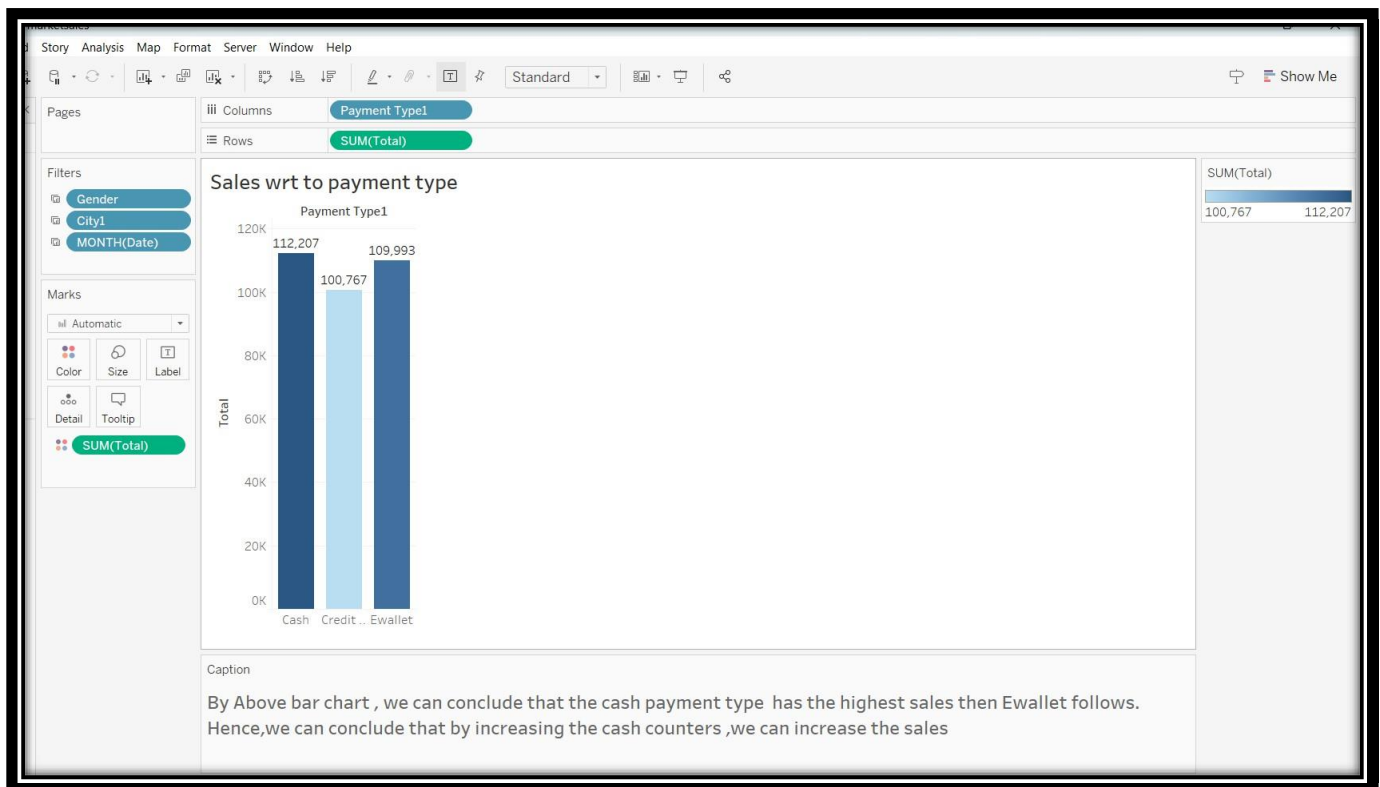 Story Analysis Map Format Server Window Help
Standard
Show Me
Pages
Columns
Payment Type1
Rows
SUM(Total)
Filters
Gender
City1
MONTH(Date)
Marks
Automatic
Color Size Label
Detail Tooltip
SUM(Total)
Sales wrt to payment type
Payment Type1
120K
112,207
109,993
100,767
100K
80K
Total
60K
40K
20K
0K
Cash Credit .. Ewallet
SUM(Total)
100,767 112,207
Caption
By Above bar chart , we can conclude that the cash payment type has the highest sales then Ewallet follows.
Hence,we can conclude that by increasing the cash counters ,we can increase the sales